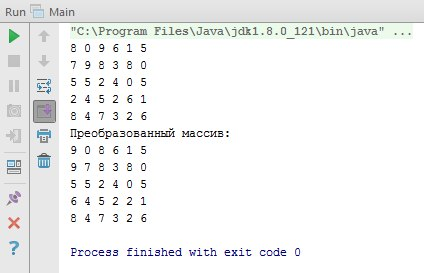 Run Main
"C:\Program Files\Java\jdk1.8.0_121\bin\java" ...
8 0 9 6 1 5
7 9 8 3 8 0
5 5 2 4 0 5
2 4 5 2 6 1
8 4 7 3 2 6
Преобразованный массив:
9 0 8 6 1 5
9 7 8 3 8 0
5 5 2 4 0 5
6 4 5 2 2 1
8 4 7 3 2 6
Process finished with exit code 0